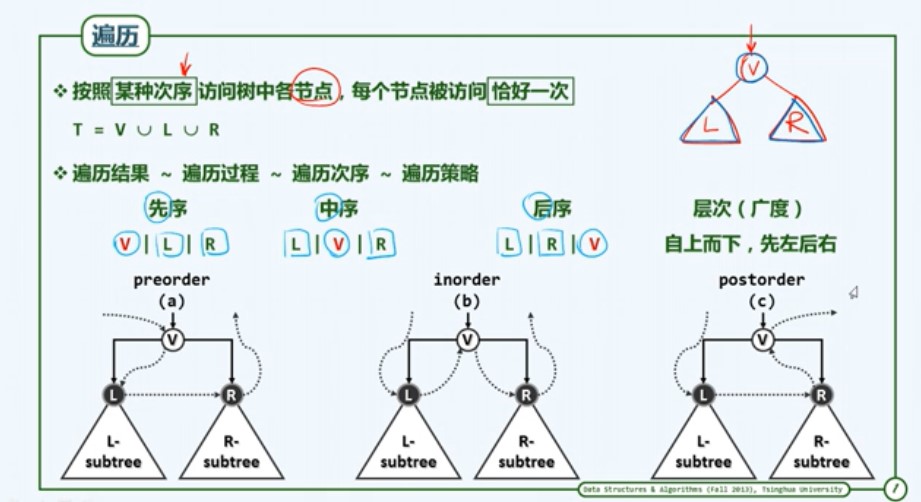 遍历
❖ 按照 某种次序 访问树中各节点，每个节点被访问 恰好一次
V
L R
T = V ∪ L ∪ R
❖ 遍历结果 ~ 遍历过程 ~ 遍历次序 ~ 遍历策略
先序 中序 后序 层次（广度）
V | L | R L | V | R L | R | V 自上而下，先左后右
preorder inorder postorder
(a) (b) (c)
V V V
L R L R L R
L- R- L- R- L- R-
subtree subtree subtree subtree subtree subtree
Data Structures & Algorithms (Fall 2013), Tsinghua University
7